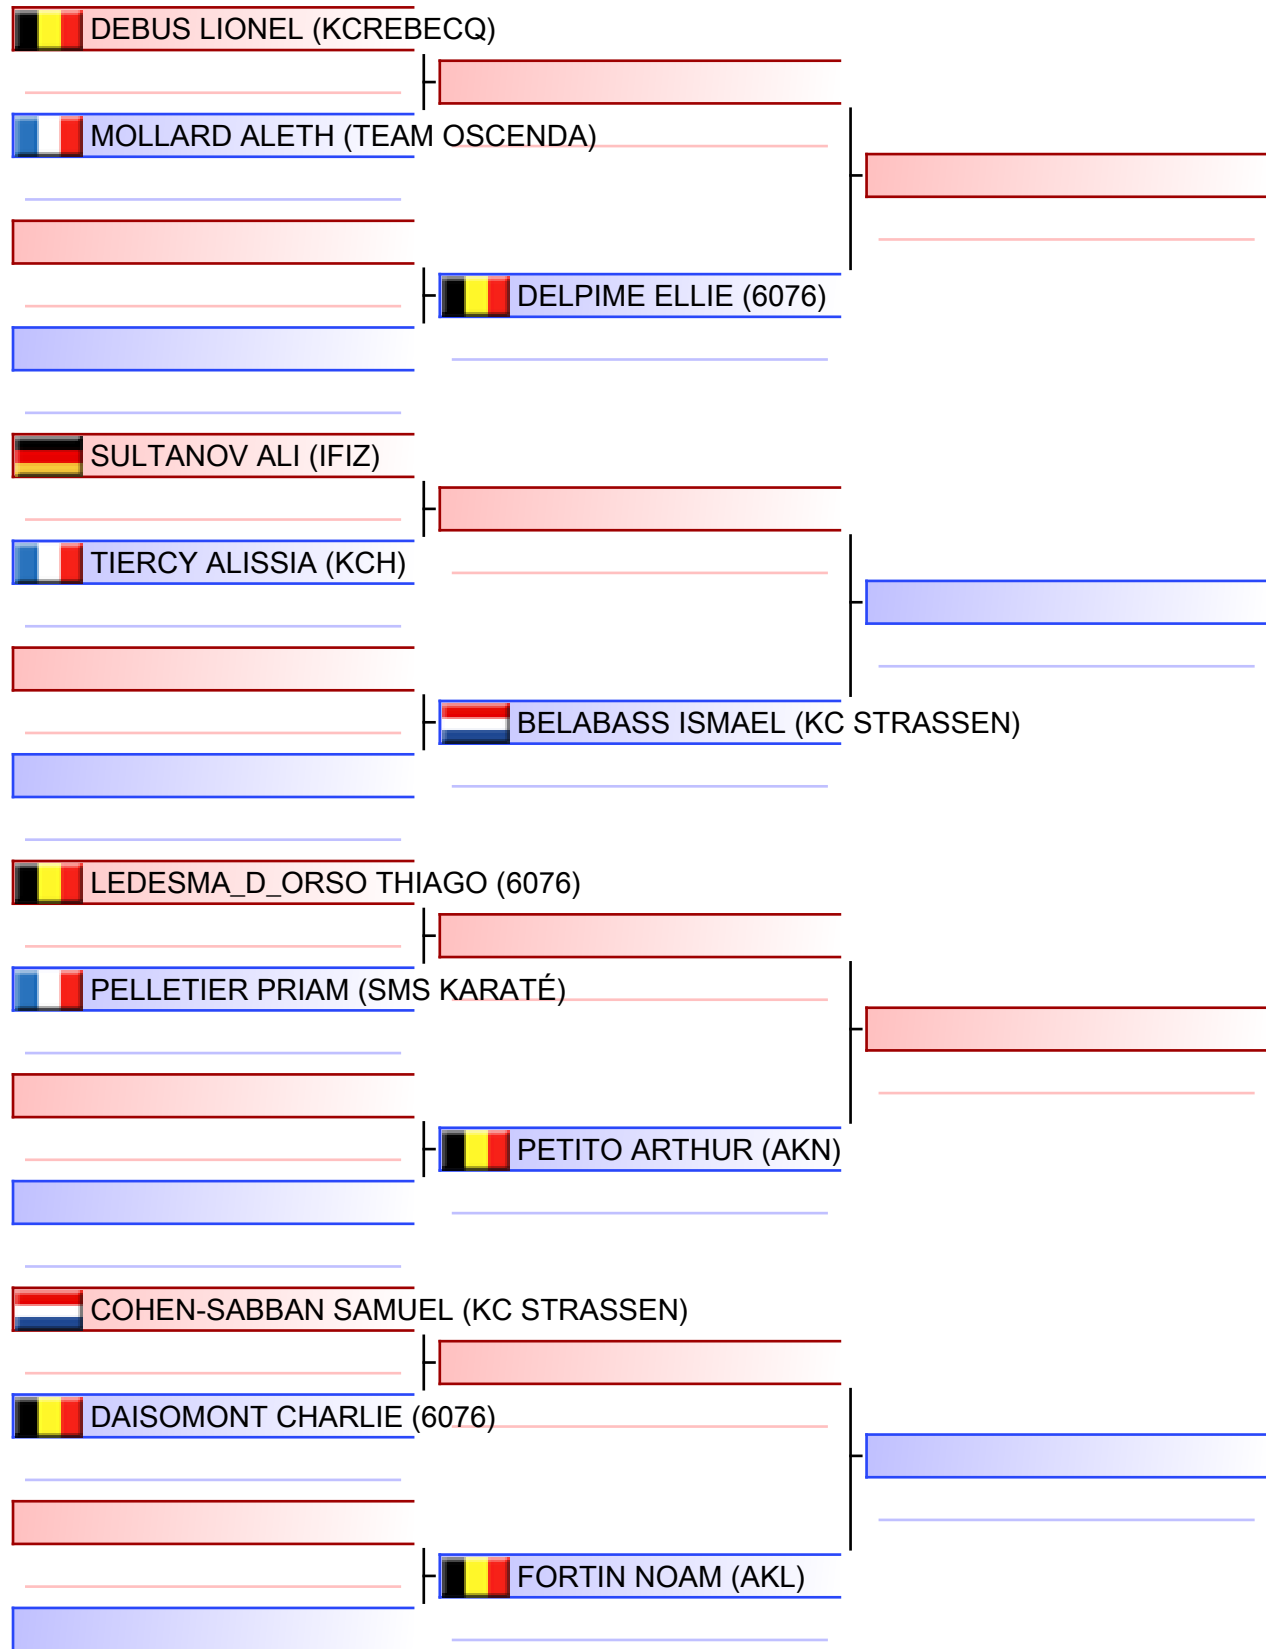 DEBUS LIONEL (KCREBECQ)
MOLLARD ALETH (TEAM OSCENDA)
DELPIME ELLIE (6076)
SULTANOV ALI (IFIZ)
TIERCY ALISSIA (KCH)
BELABASS ISMAEL (KC STRASSEN)
LEDESMA_D_ORSO THIAGO (6076)
PELLETIER PRIAM (SMS KARATÉ)
PETITO ARTHUR (AKN)
COHEN-SABBAN SAMUEL (KC STRASSEN)
DAISOMONT CHARLIE (6076)
FORTIN NOAM (AKL)